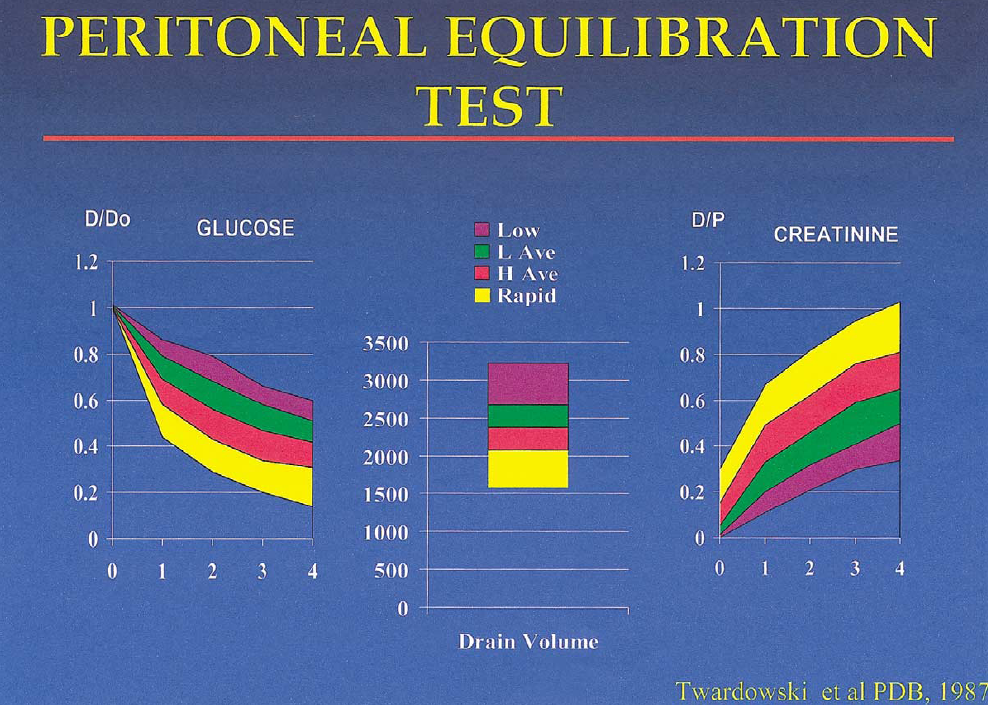 PERITONEAL EQUILIBRATION
TEST
D/Do
GLUCOSE
1.2
1
0.8
0.6
0.4
0.2
0
0 1 2 3 4
Low
L Ave
H Ave
Rapid
3500
3000
2500
2000
1500
1000
500
0
Drain Volume
D/P
CREATININE
1.2
1
0.8
0.6
0.4
0.2
0
0 1 2 3 4
Twardowski et al PDB, 1987